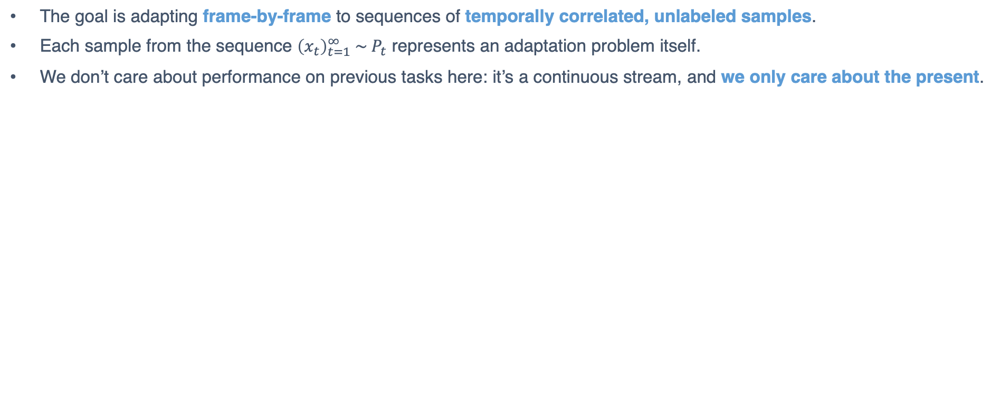 • The goal is adapting frame-by-frame to sequences of temporally correlated, unlabeled samples.
• Each sample from the sequence $(x_t)_{t=1}^{\infty} \sim P_t$ represents an adaptation problem itself.
• We don’t care about performance on previous tasks here: it’s a continuous stream, and we only care about the present.